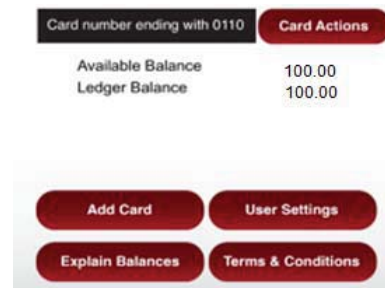 Card number ending with 0110 Card Actions
Available Balance 100.00
Ledger Balance 100.00
Add Card User Settings
Explain Balances Terms & Conditions